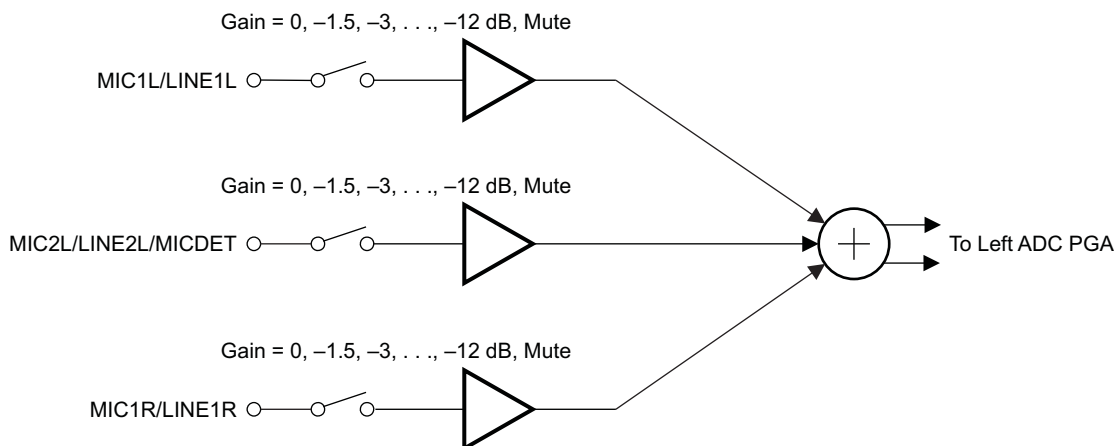 Gain = 0, –1.5, –3, . . ., –12 dB, Mute
MIC1L/LINE1L
Gain = 0, –1.5, –3, . . ., –12 dB, Mute
MIC2L/LINE2L/MICDET
To Left ADC PGA
Gain = 0, –1.5, –3, . . ., –12 dB, Mute
MIC1R/LINE1R